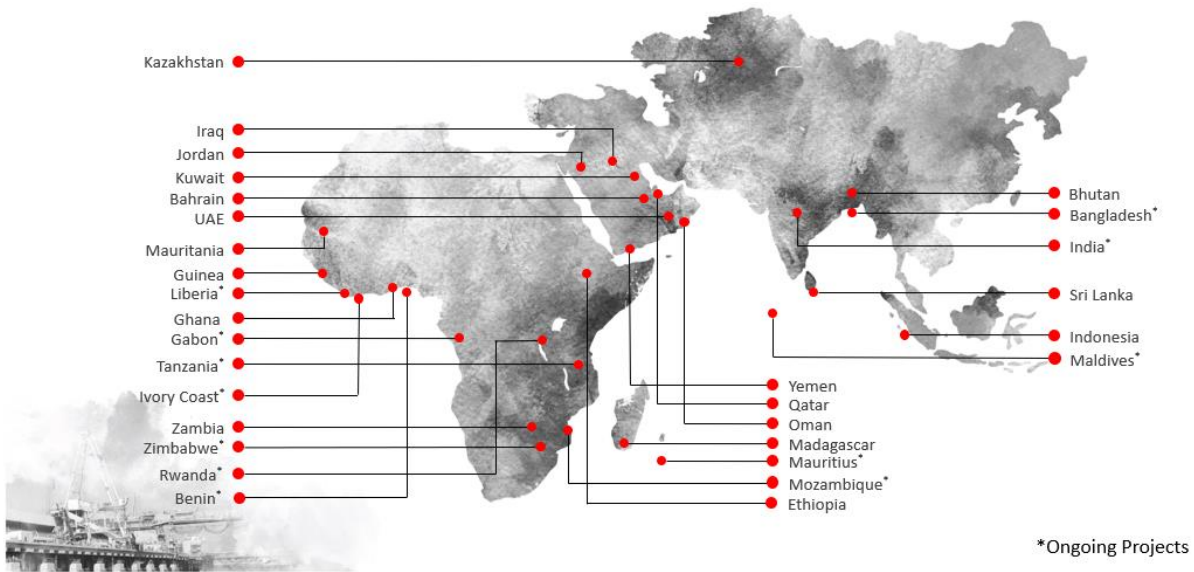 Kazakhstan
Iraq
Jordan
Kuwait
Bahrain
UAE
Mauritania
Guinea
Liberia*
Ghana
Gabon*
Tanzania*
Ivory Coast*
Zambia
Zimbabwe*
Rwanda*
Benin*
Bhutan
Bangladesh*
India*
Sri Lanka
Indonesia
Maldives*
Yemen
Qatar
Oman
Madagascar
Mauritius*
Mozambique*
Ethiopia
*Ongoing Projects